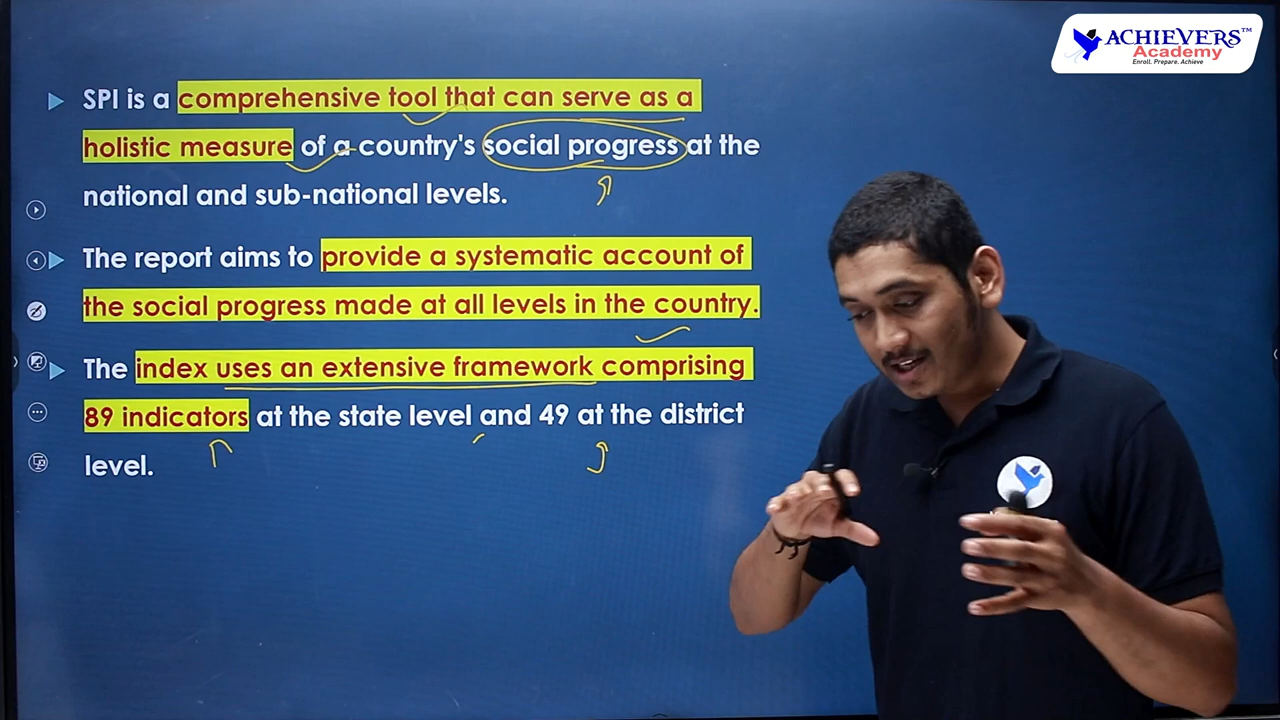 ACHIEVERS™
Academy
Enroll. Prepare. Achieve
SPI is a comprehensive tool that can serve as a
holistic measure of a country's social progress at the
national and sub-national levels.
The report aims to provide a systematic account of
the social progress made at all levels in the country.
The index uses an extensive framework comprising
89 indicators at the state level and 49 at the district
level.